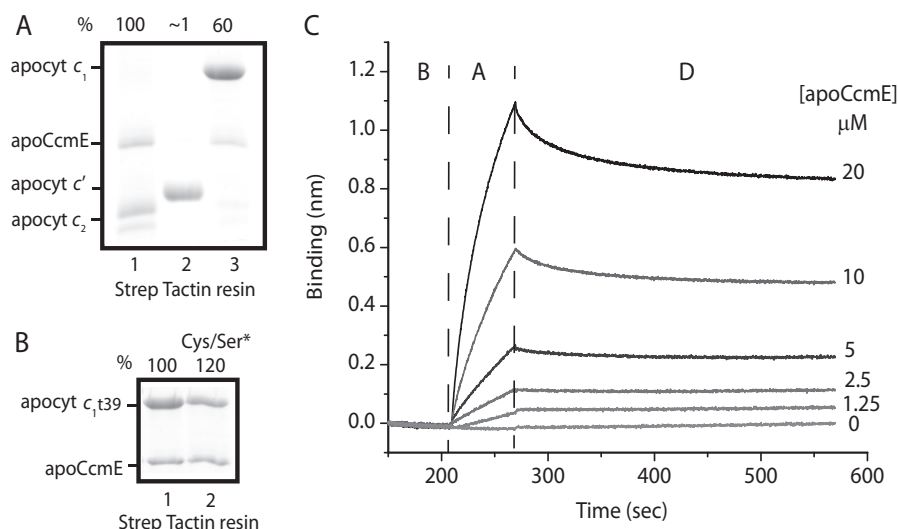 A
% 100 ~1 60
apocyt c₁
apoCcmE
apocyt c'
apocyt c₂
1 2 3
Strep Tactin resin
B
Cys/Ser*
% 100 120
apocyt c₁t39
apoCcmE
1 2
Strep Tactin resin
C
B A D
[apoCcmE]
μM
20
10
5
2.5
1.25
0
Binding (nm)
1.2
1.0
0.8
0.6
0.4
0.2
0.0
200 300 400 500 600
Time (sec)